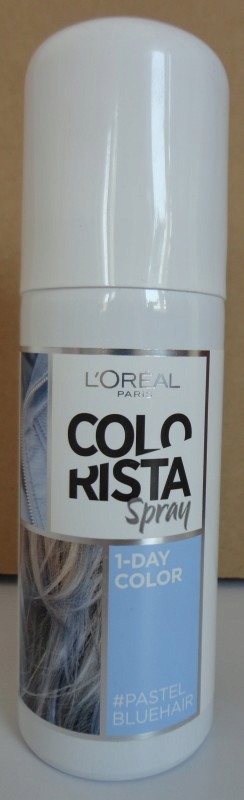 L'ORÉAL
PARIS
COLO
RISTA
Spray
1-DAY
COLOR
#PASTEL
BLUEHAIR